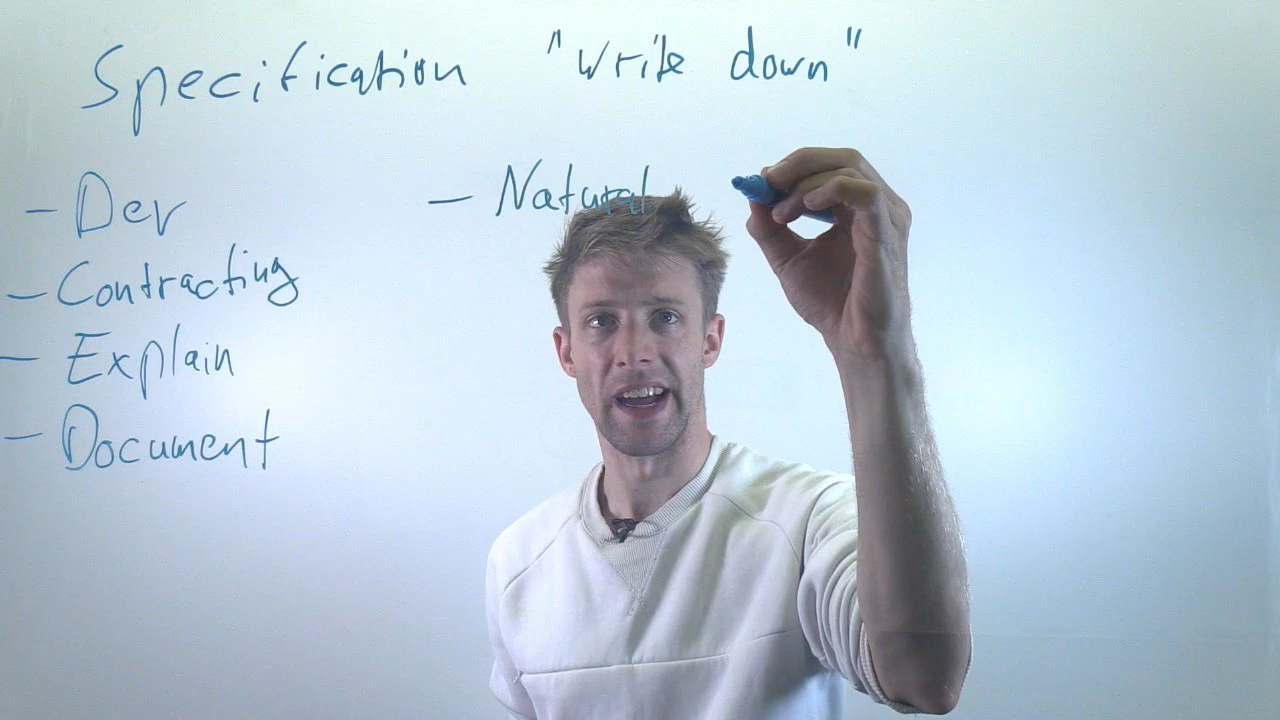 Specification "write down"
- Dev
- Contracting
- Explain
- Document
- Natural